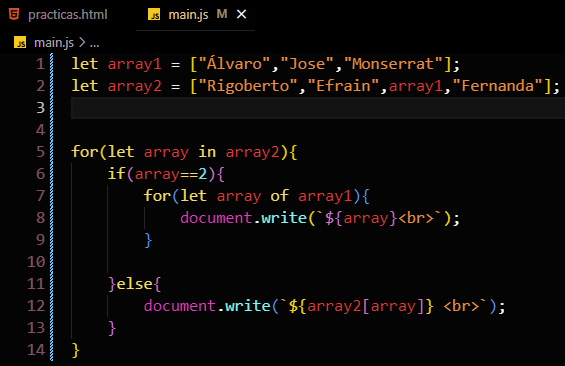 practicas.html
JS main.js M ×
JS main.js > ...
1 let array1 = ["Álvaro","Jose","Monserrat"];
2 let array2 = ["Rigoberto","Efrain",array1,"Fernanda"];
3
4
5 for(let array in array2){
6     if(array==2){
7         for(let array of array1){
8             document.write(`${array}<br>`);
9         }
10
11     }else{
12         document.write(`${array2[array]} <br>`);
13     }
14 }